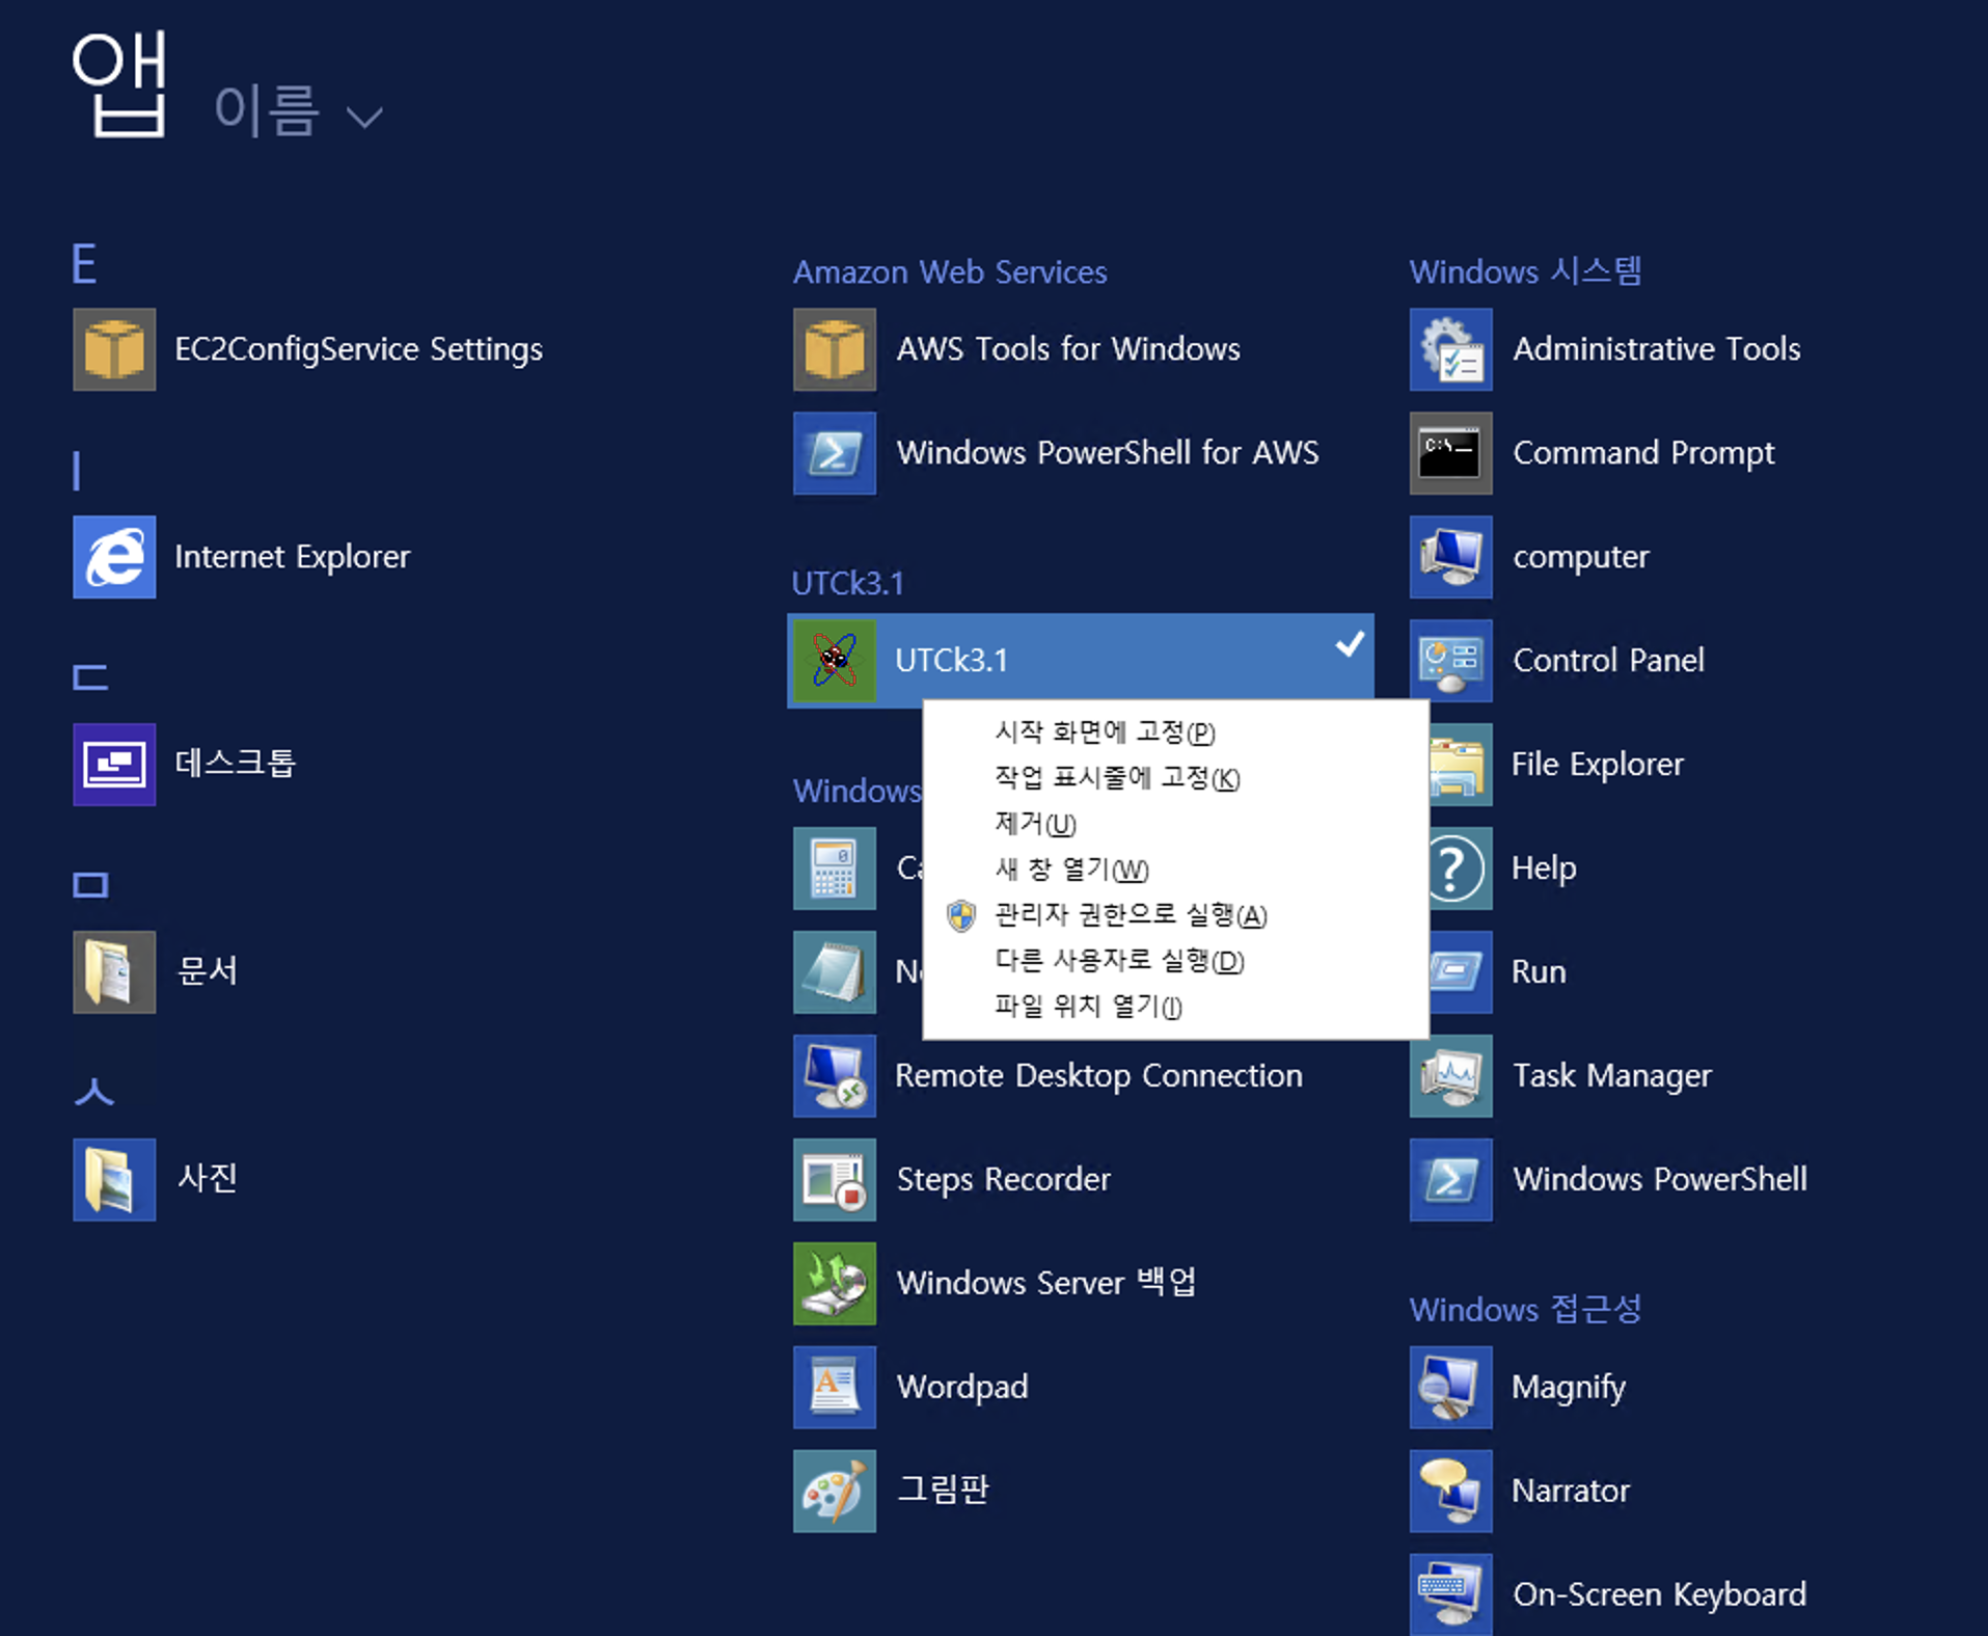 앱 이름
E
EC2ConfigService Settings
I
Internet Explorer
ㄷ
데스크톱
ㅁ
문서
ㅅ
사진
Amazon Web Services
AWS Tools for Windows
Windows PowerShell for AWS
UTCk3.1
UTCk3.1
시작 화면에 고정(P)
작업 표시줄에 고정(K)
제거(U)
새 창 열기(W)
관리자 권한으로 실행(A)
다른 사용자로 실행(D)
파일 위치 열기(I)
Windows
Remote Desktop Connection
Steps Recorder
Windows Server 백업
Wordpad
그림판
Windows 시스템
Administrative Tools
Command Prompt
computer
Control Panel
File Explorer
Help
Run
Task Manager
Windows PowerShell
Windows 접근성
Magnify
Narrator
On-Screen Keyboard